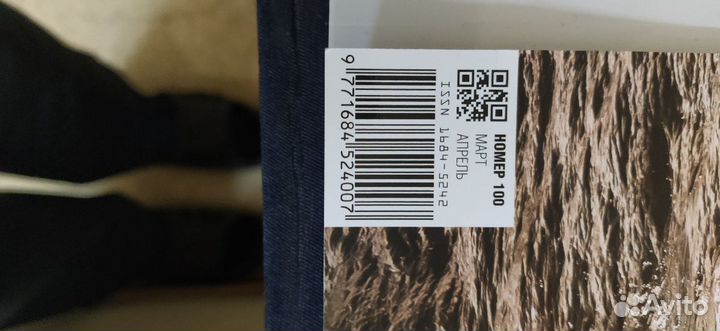 НОМЕР 100
МАРТ
АПРЕЛЬ
ISSN 1684-5242
9 771684 524007
Avito